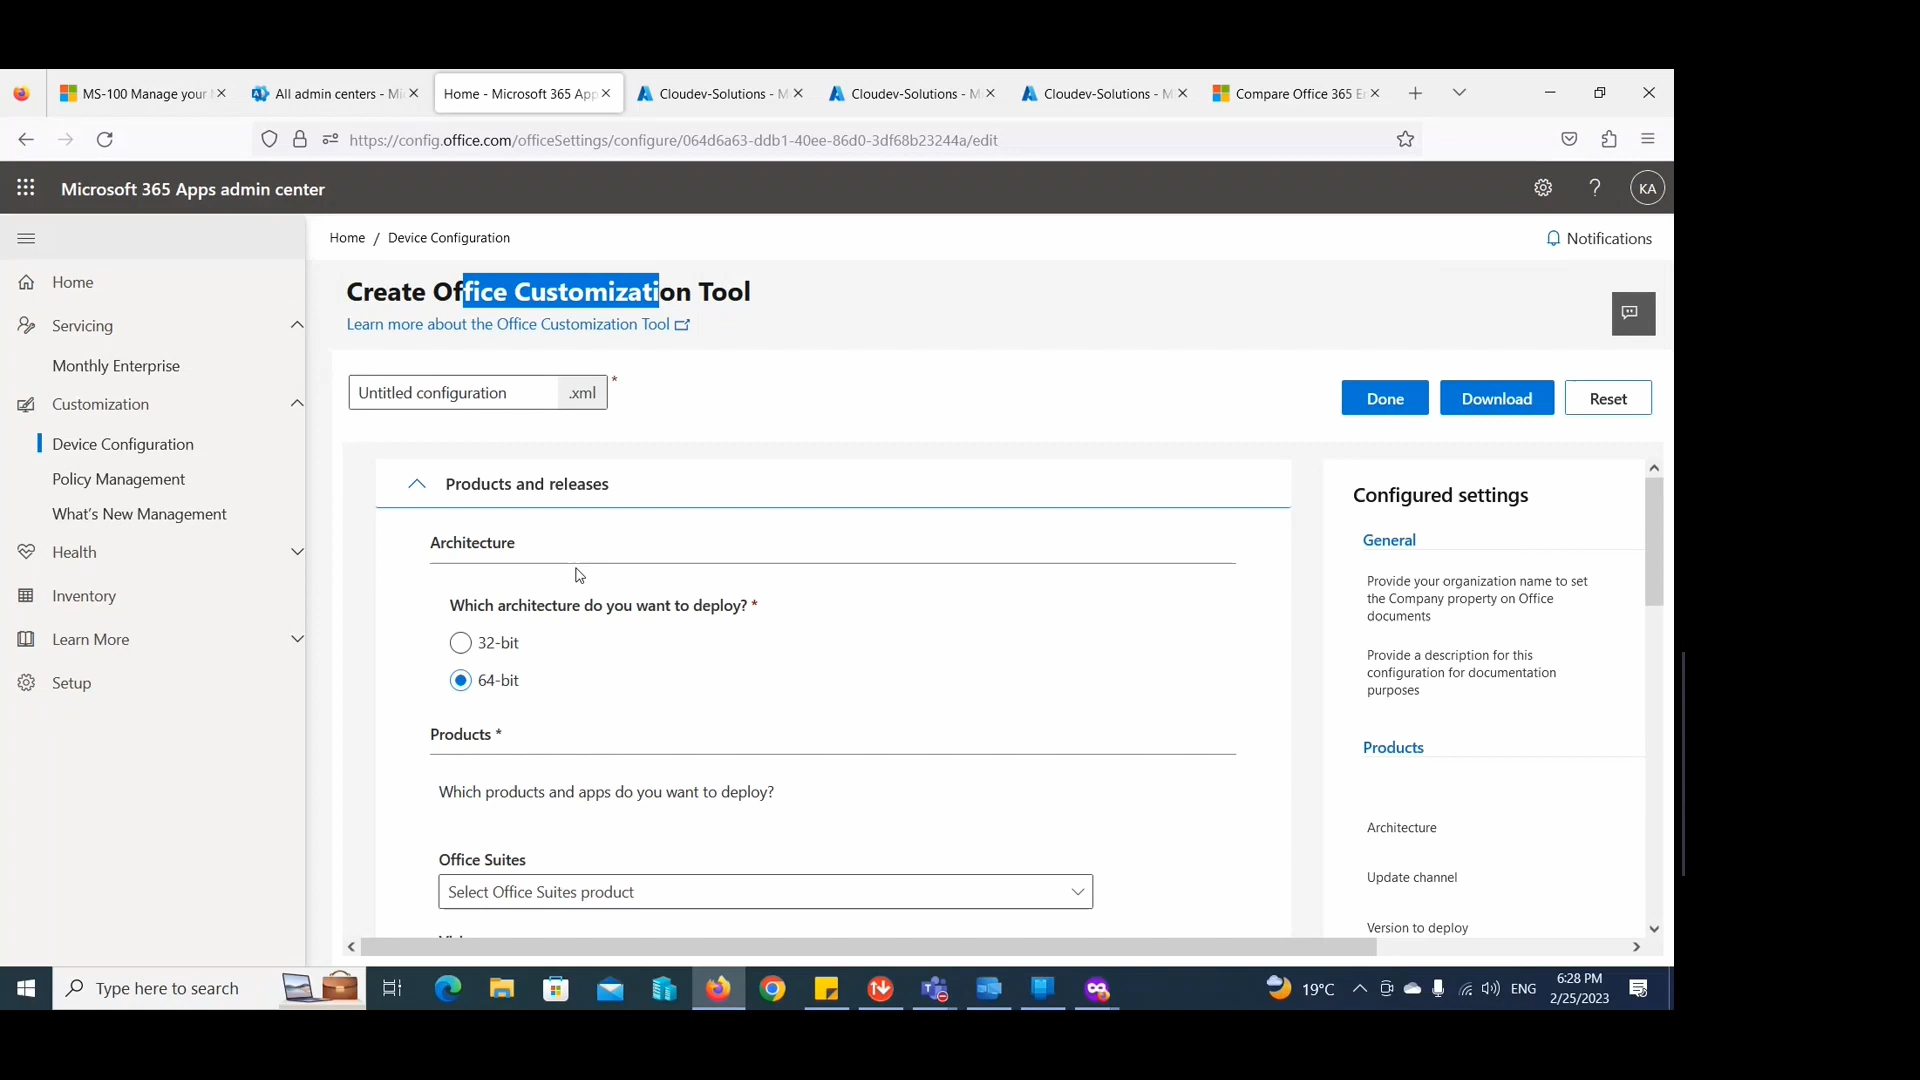 MS-100 Manage your
All admin centers - Mi
Home - Microsoft 365 App
Cloudev-Solutions - M
Cloudev-Solutions - M
Cloudev-Solutions - M
Compare Office 365 E
https://config.office.com/officeSettings/configure/064d6a63-ddb1-40ee-86d0-3df68b23244a/edit
Microsoft 365 Apps admin center
?
KA
Home / Device Configuration
Notifications
Home
Servicing
Monthly Enterprise
Customization
Device Configuration
Policy Management
What's New Management
Health
Inventory
Learn More
Setup
Create Office Customization Tool
Learn more about the Office Customization Tool
Untitled configuration .xml *
Done
Download
Reset
Products and releases
Architecture
Which architecture do you want to deploy? *
32-bit
64-bit
Products *
Which products and apps do you want to deploy?
Office Suites
Select Office Suites product
Configured settings
General
Provide your organization name to set
the Company property on Office
documents
Provide a description for this
configuration for documentation
purposes
Products
Architecture
Update channel
Version to deploy
Type here to search
19°C
ENG
6:28 PM
2/25/2023